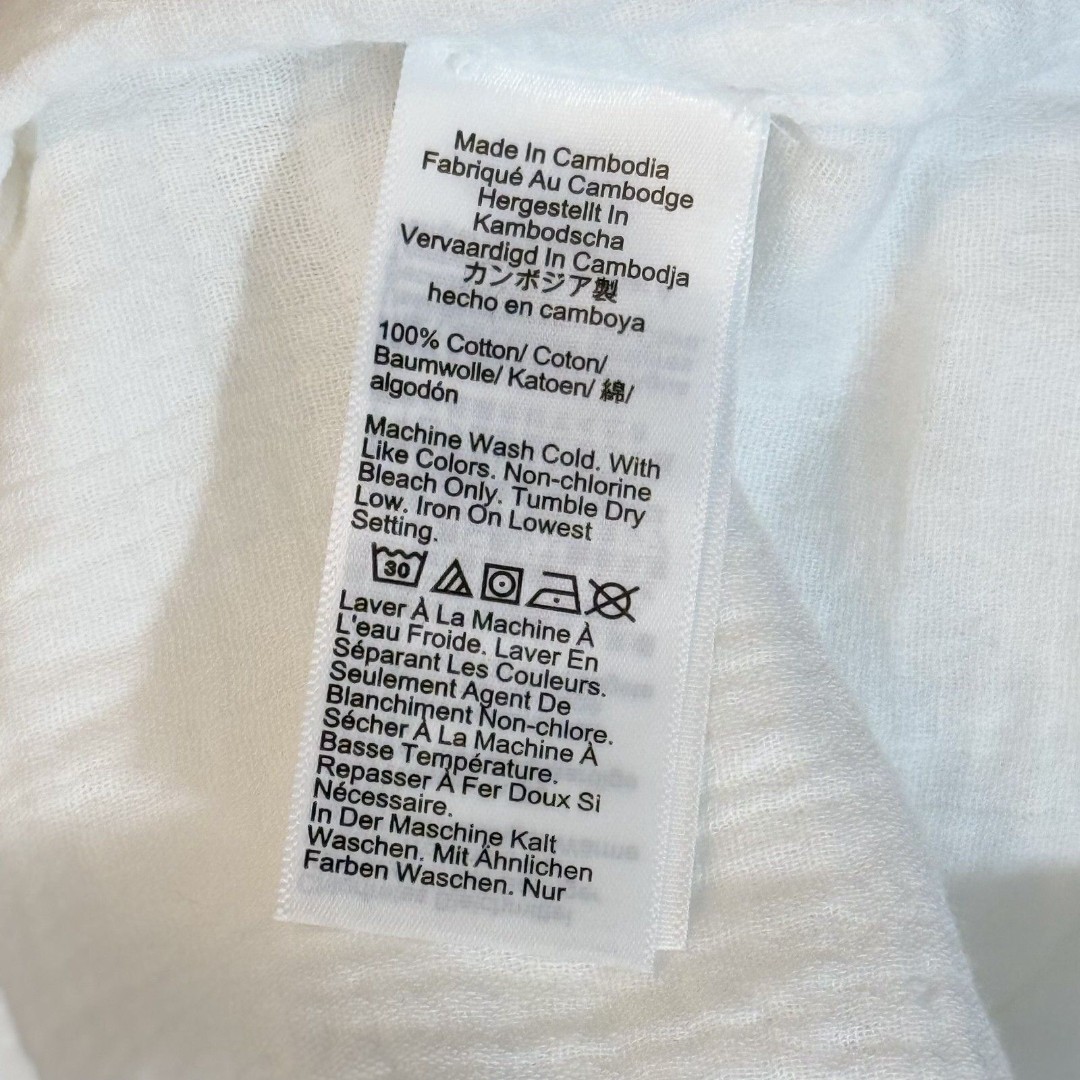 Made In Cambodia
Fabriqué Au Cambodge
Hergestellt In
Kambodscha
Vervaardigd In Cambodja
カンボジア製
hecho en camboya
100% Cotton/ Coton/
Baumwolle/ Katoen/ 綿/
algodón
Machine Wash Cold. With
Like Colors. Non-chlorine
Bleach Only. Tumble Dry
Low. Iron On Lowest
Setting.
30
Laver À La Machine À
L'eau Froide. Laver En
Séparant Les Couleurs.
Seulement Agent De
Blanchiment Non-chlore.
Sécher À La Machine À
Basse Température.
Repasser À Fer Doux Si
Nécessaire.
In Der Maschine Kalt
Waschen. Mit Ähnlichen
Farben Waschen. Nur